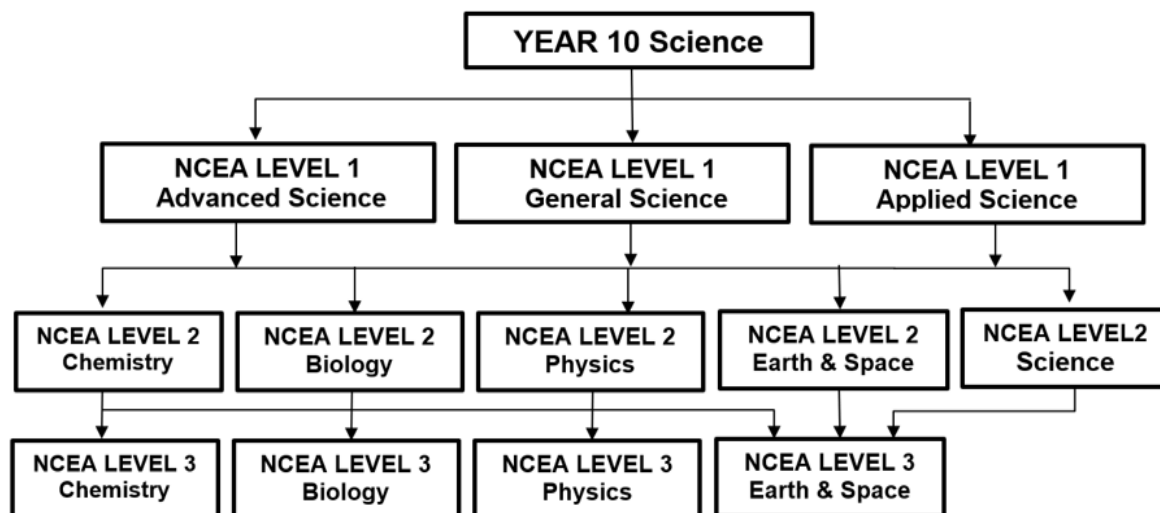 YEAR 10 Science
NCEA LEVEL 1
Advanced Science
NCEA LEVEL 1
General Science
NCEA LEVEL 1
Applied Science
NCEA LEVEL 2
Chemistry
NCEA LEVEL 2
Biology
NCEA LEVEL 2
Physics
NCEA LEVEL 2
Earth & Space
NCEA LEVEL2
Science
NCEA LEVEL 3
Chemistry
NCEA LEVEL 3
Biology
NCEA LEVEL 3
Physics
NCEA LEVEL 3
Earth & Space